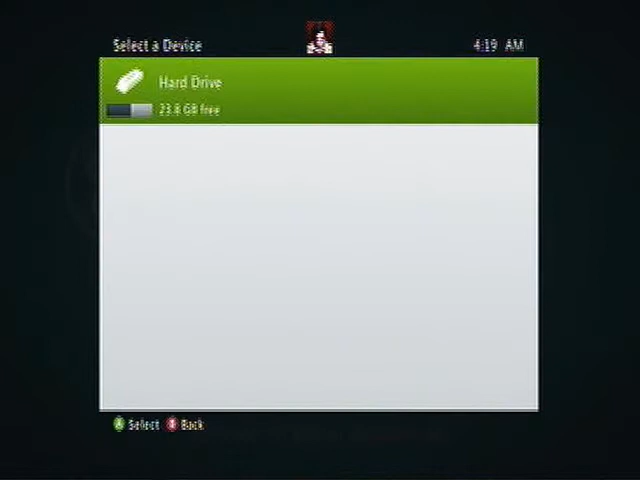 Select a Device
4:19 AM
Hard Drive
23.8 GB free
A Select B Back